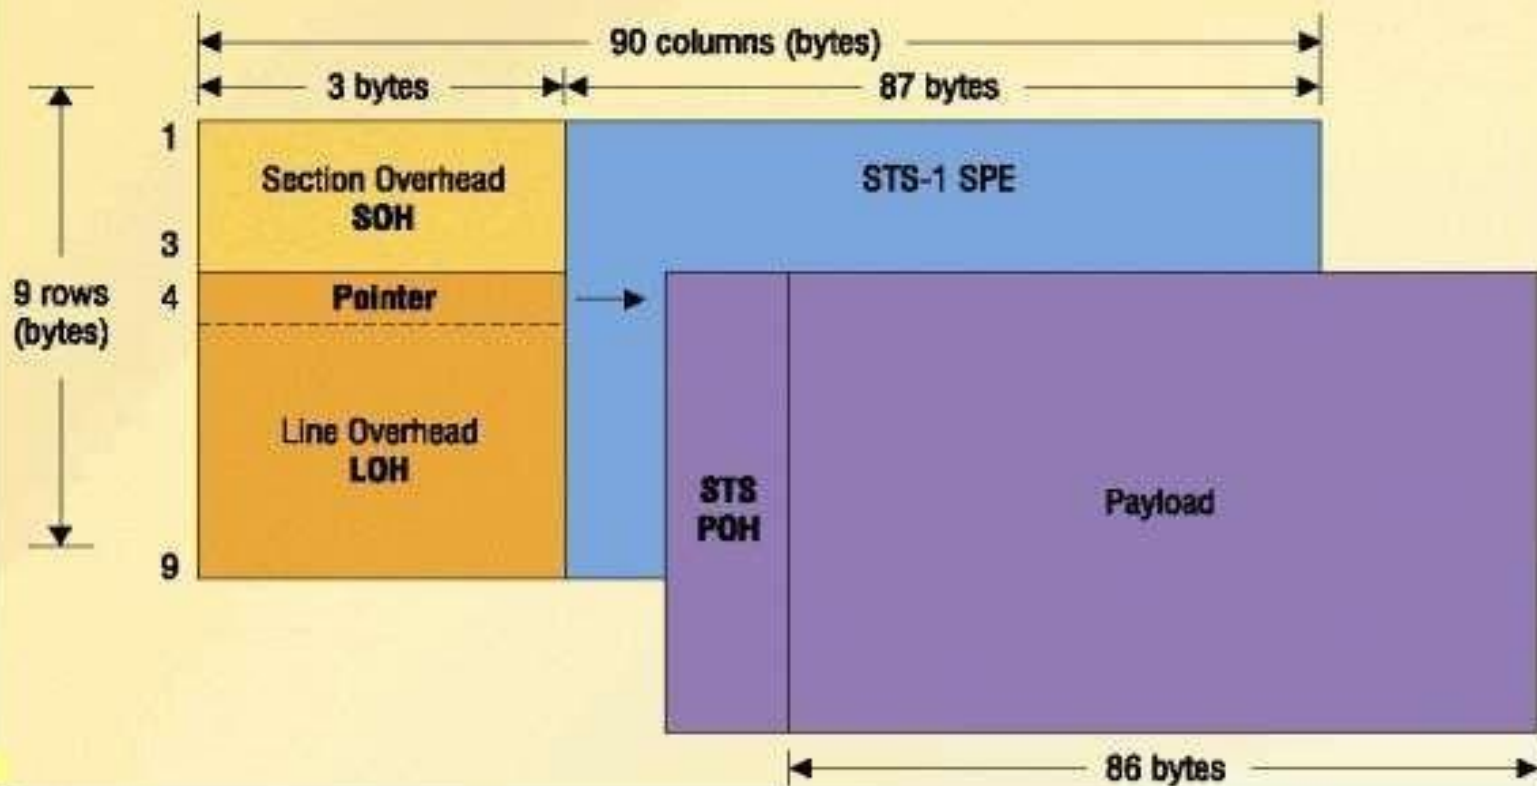 90 columns (bytes)
3 bytes
87 bytes
1
Section Overhead
SOH
STS-1 SPE
3
9 rows
(bytes)
4
Pointer
Line Overhead
LOH
9
STS
POH
Payload
86 bytes